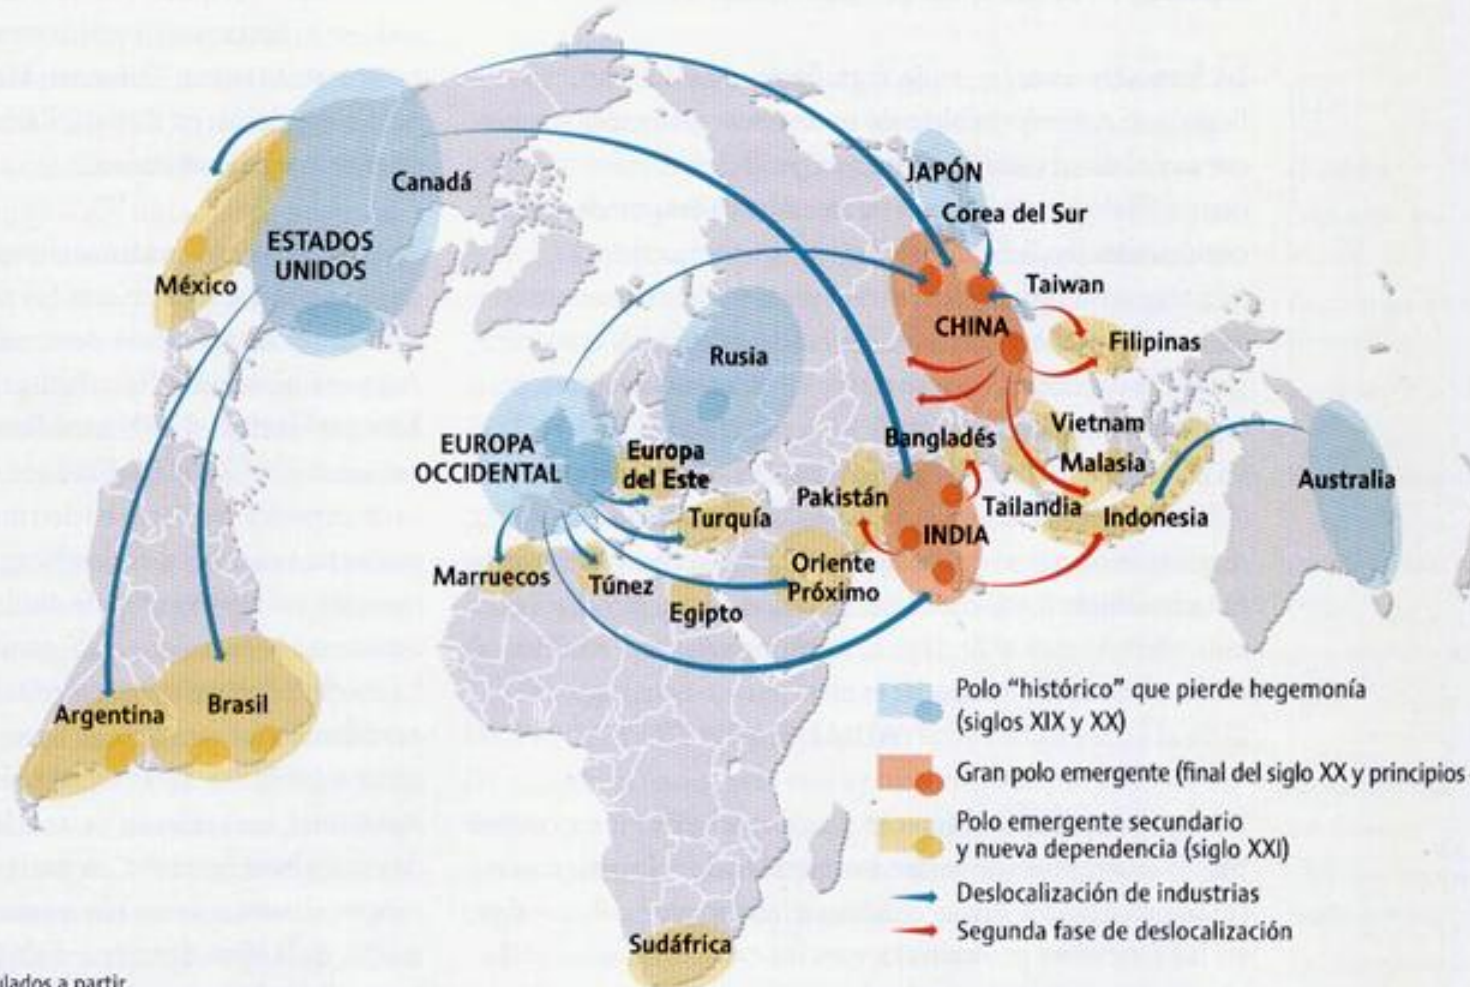 Canadá
ESTADOS
UNIDOS
México
JAPÓN
Corea del Sur
Taiwan
CHINA
Filipinas
Rusia
EUROPA
OCCIDENTAL
Europa
del Este
Bangladés
Vietnam
Malasia
Australia
Pakistán
Tailandia
Indonesia
Turquía
INDIA
Marruecos
Túnez
Oriente
Próximo
Egipto
Argentina
Brasil
Sudáfrica
Polo “histórico” que pierde hegemonía
(siglos XIX y XX)
Gran polo emergente (final del siglo XX y principios
Polo emergente secundario
y nueva dependencia (siglo XXI)
Deslocalización de industrias
Segunda fase de deslocalización
a partir